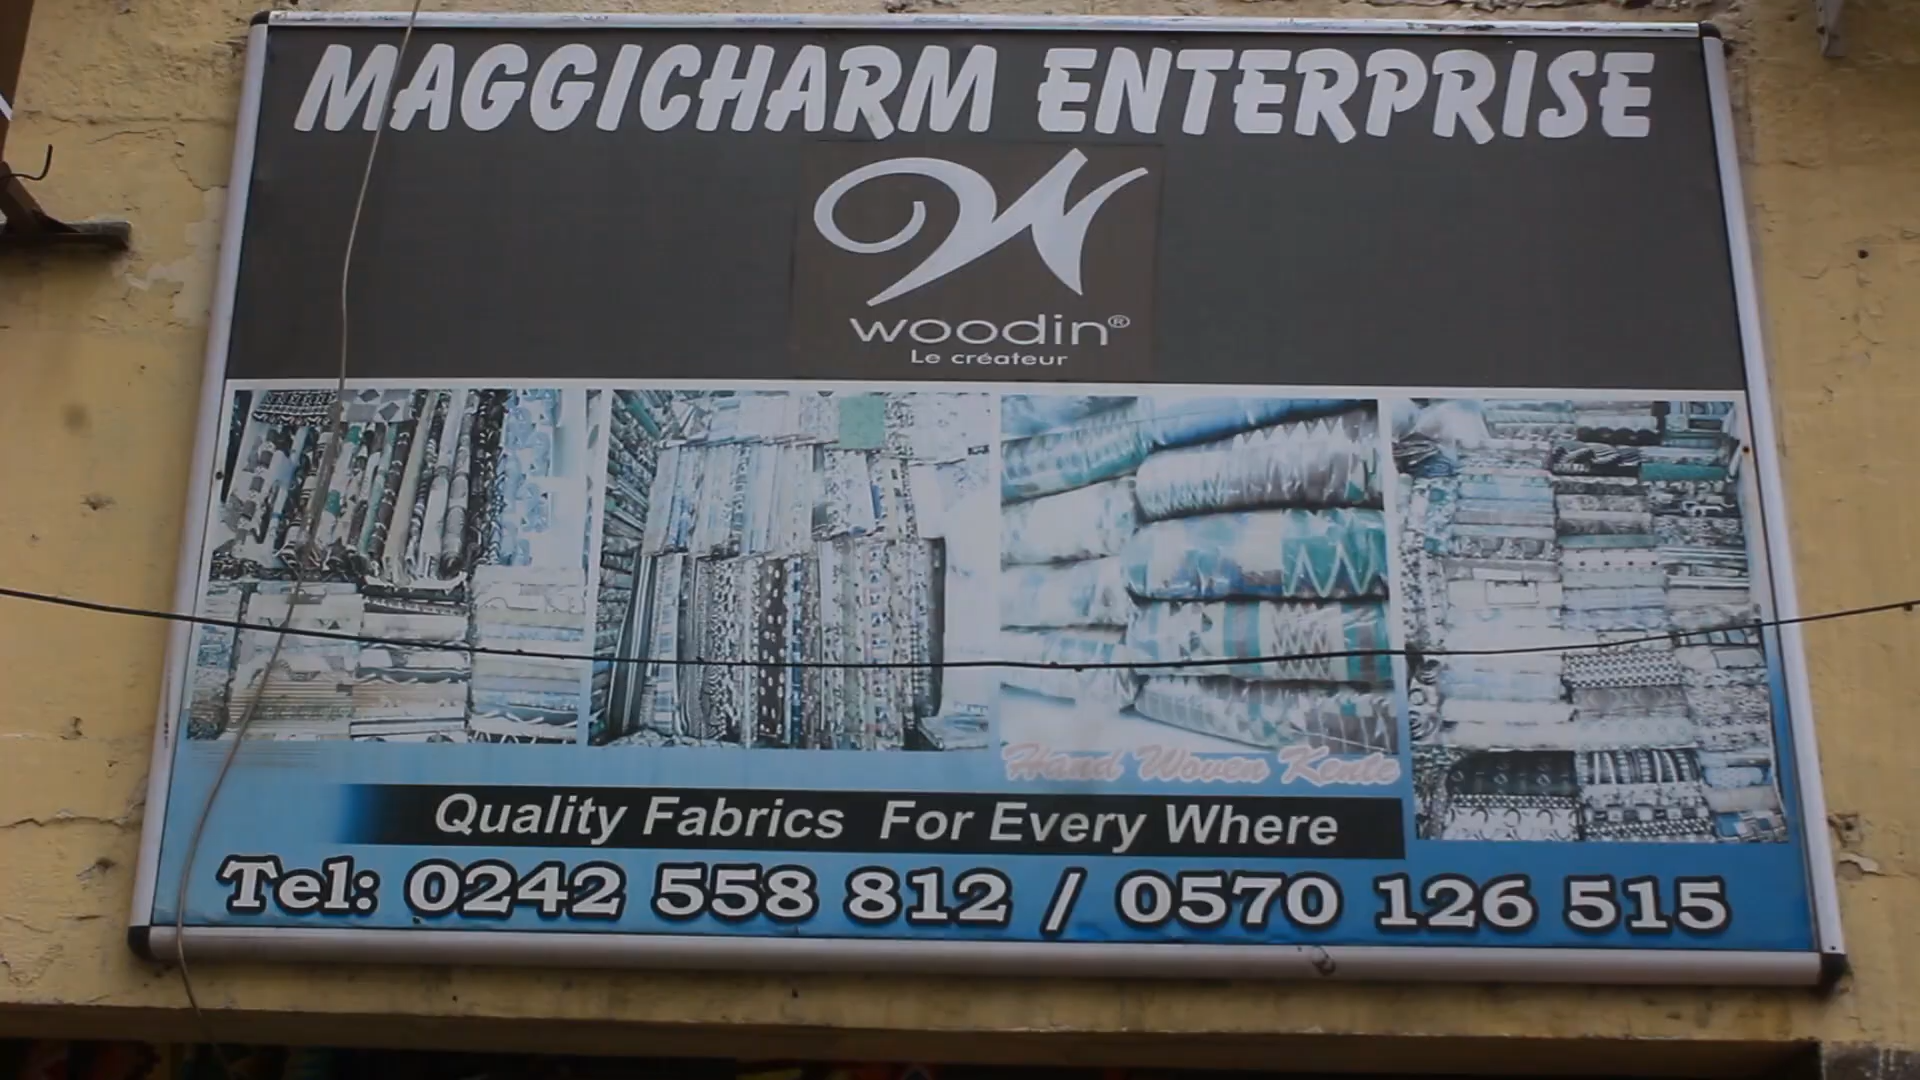 MAGGICHARM ENTERPRISE
woodin®
Le créateur
Hand Woven Kente
Quality Fabrics For Every Where
Tel: 0242 558 812 / 0570 126 515